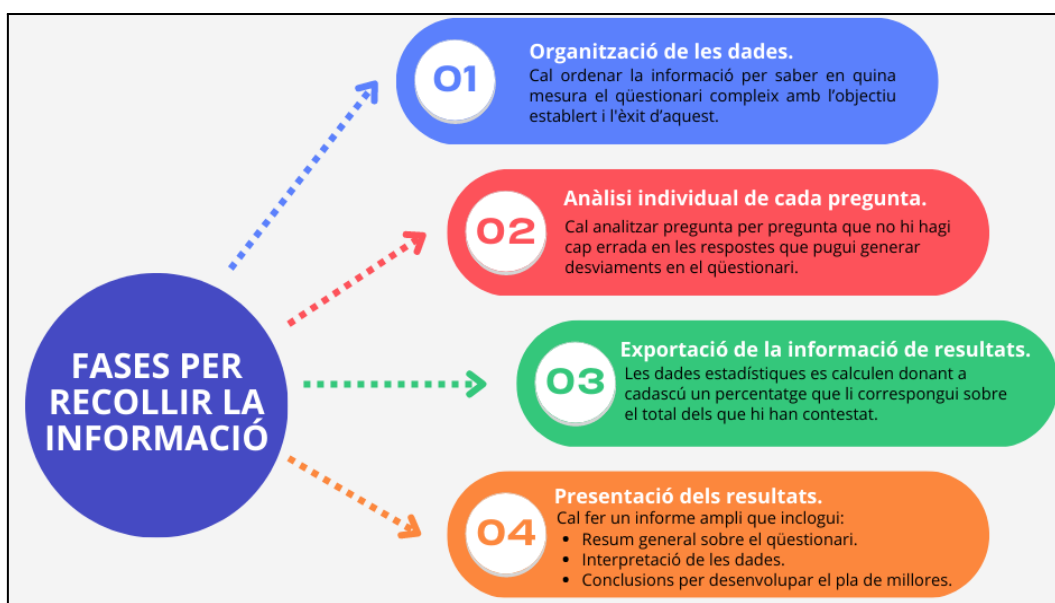 FASES PER
RECOLLIR LA
INFORMACIÓ
01
Organització de les dades.
Cal ordenar la informació per saber en quina
mesura el qüestionari compleix amb l’objectiu
establert i l'èxit d’aquest.
02
Anàlisi individual de cada pregunta.
Cal analitzar pregunta per pregunta que no hi hagi
cap errada en les respostes que pugui generar
desviaments en el qüestionari.
03
Exportació de la informació de resultats.
Les dades estadístiques es calculen donant a
cadascú un percentatge que li correspongui sobre
el total dels que hi han contestat.
04
Presentació dels resultats.
Cal fer un informe ampli que inclogui:
• Resum general sobre el qüestionari.
• Interpretació de les dades.
• Conclusions per desenvolupar el pla de millores.